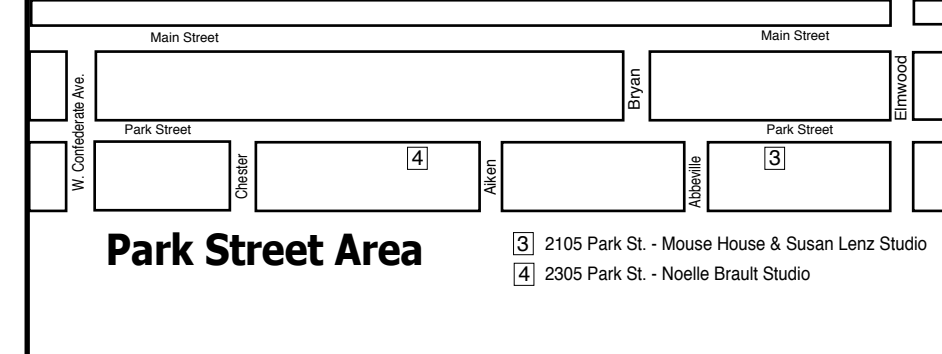 Main Street
Main Street
W. Confederate Ave.
Bryan
Elmwood
Park Street
Park Street
Chester
4
Aiken
Abbeville
3
Park Street Area
3 2105 Park St. - Mouse House & Susan Lenz Studio
4 2305 Park St. - Noelle Brault Studio